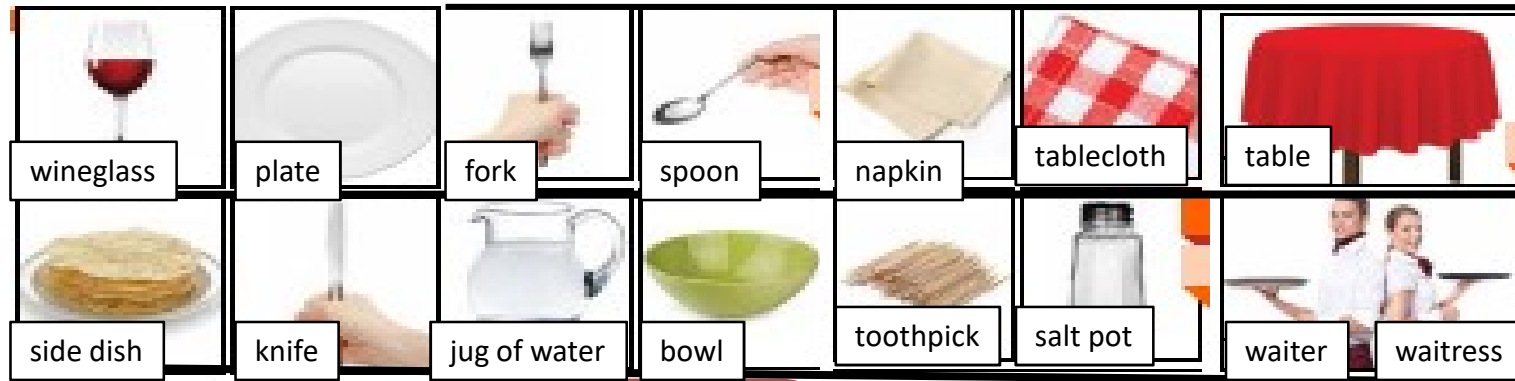 wineglass
plate
fork
spoon
napkin
tablecloth
table
side dish
knife
jug of water
bowl
toothpick
salt pot
waiter
waitress